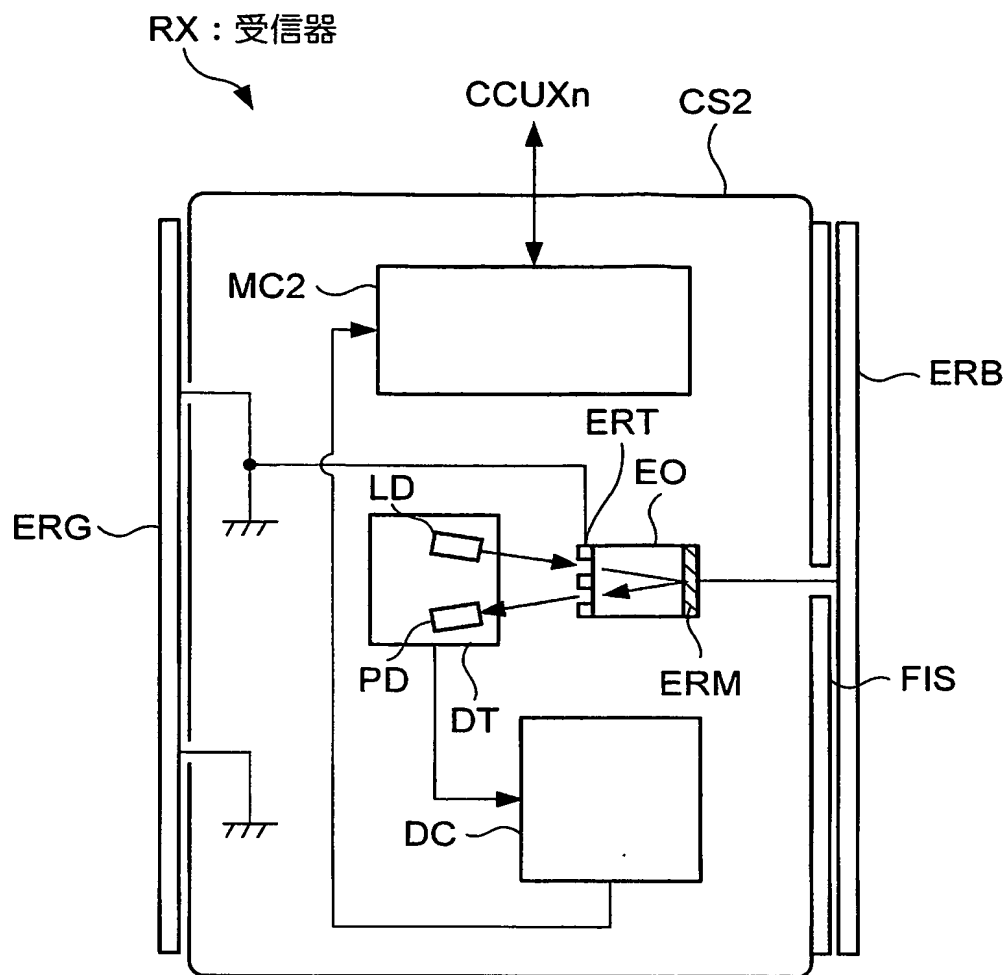 RX：受信器
CCUXn
CS2
MC2
ERB
ERT
EO
LD
ERG
PD
DT
ERM
FIS
DC